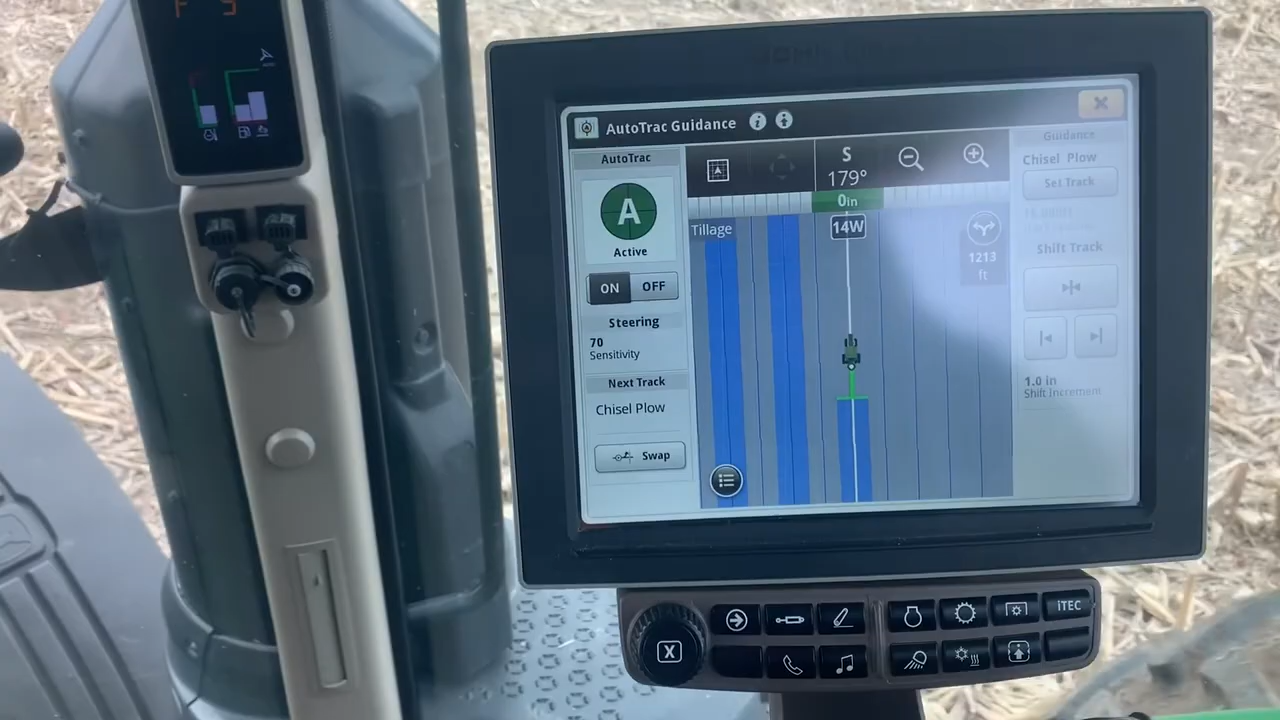 F 5
AutoTrac Guidance
AutoTrac
A
Active
ON OFF
Steering
70
Sensitivity
Next Track
Chisel Plow
Swap
S
179°
0in
14W
Tillage
1213
ft
Guidance
Chisel Plow
Set Track
Shift Track
1.0 in
Shift Increment
iTEC
X